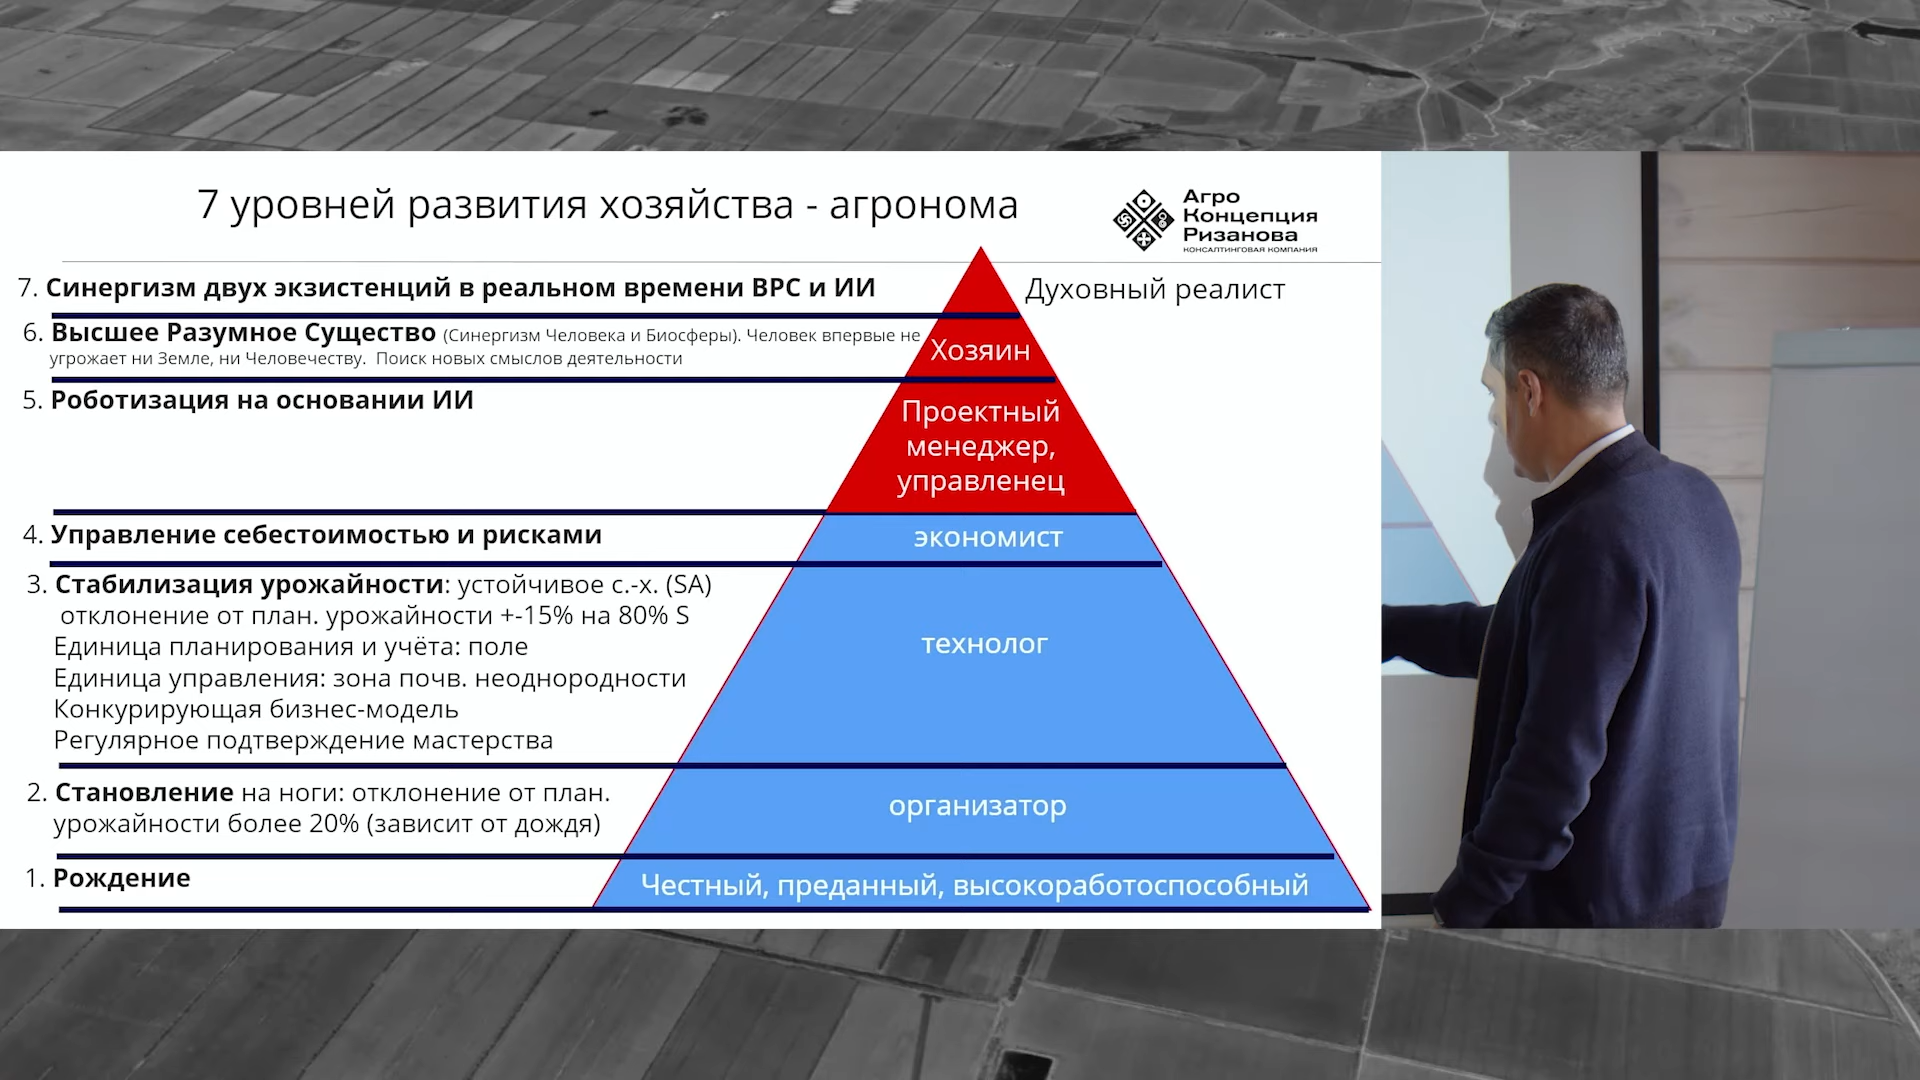 7 уровней развития хозяйства - агронома
Агро
Концепция
Ризанова
КОНСАЛТИНГОВАЯ КОМПАНИЯ
7. Синергизм двух экзистенций в реальном времени ВРС и ИИ
Духовный реалист
6. Высшее Разумное Существо (Синергизм Человека и Биосферы). Человек впервые не
угрожает ни Земле, ни Человечеству. Поиск новых смыслов деятельности
Хозяин
5. Роботизация на основании ИИ
Проектный
менеджер,
управленец
4. Управление себестоимостью и рисками
экономист
3. Стабилизация урожайности: устойчивое с.-х. (SA)
отклонение от план. урожайности +-15% на 80% S
Единица планирования и учёта: поле
Единица управления: зона почв. неоднородности
Конкурирующая бизнес-модель
Регулярное подтверждение мастерства
технолог
2. Становление на ноги: отклонение от план.
урожайности более 20% (зависит от дождя)
организатор
1. Рождение
Честный, преданный, высокоработоспособный